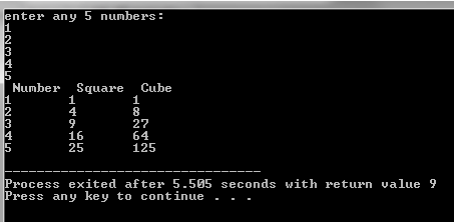 enter any 5 numbers:
1
2
3
4
5
 Number  Square  Cube
1       1       1
2       4       8
3       9       27
4       16      64
5       25      125

--------------------------------
Process exited after 5.505 seconds with return value 9
Press any key to continue . . .